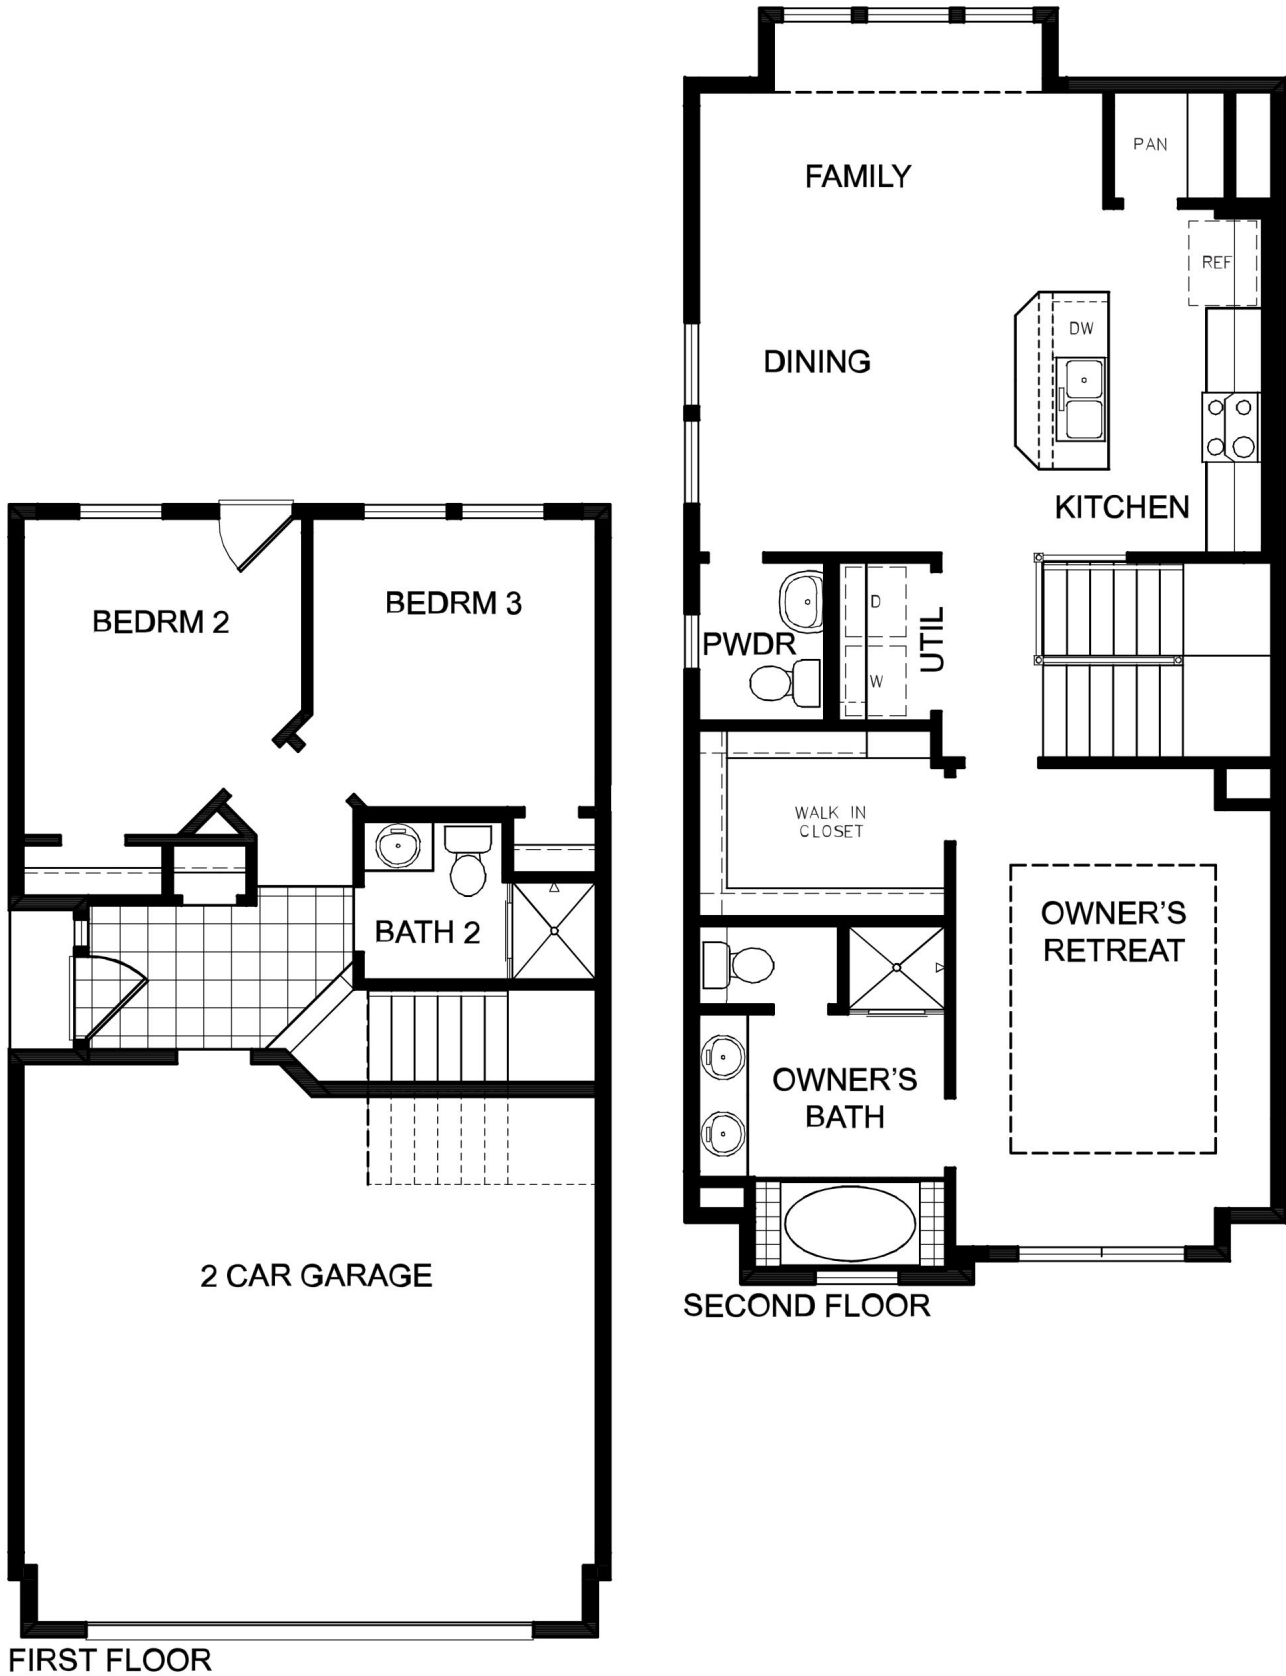 FAMILY
PAN
REF
DW
DINING
KITCHEN
BEDRM 2
BEDRM 3
PWDR
D
W
UTIL
WALK IN
CLOSET
BATH 2
OWNER'S
RETREAT
OWNER'S
BATH
2 CAR GARAGE
SECOND FLOOR
FIRST FLOOR